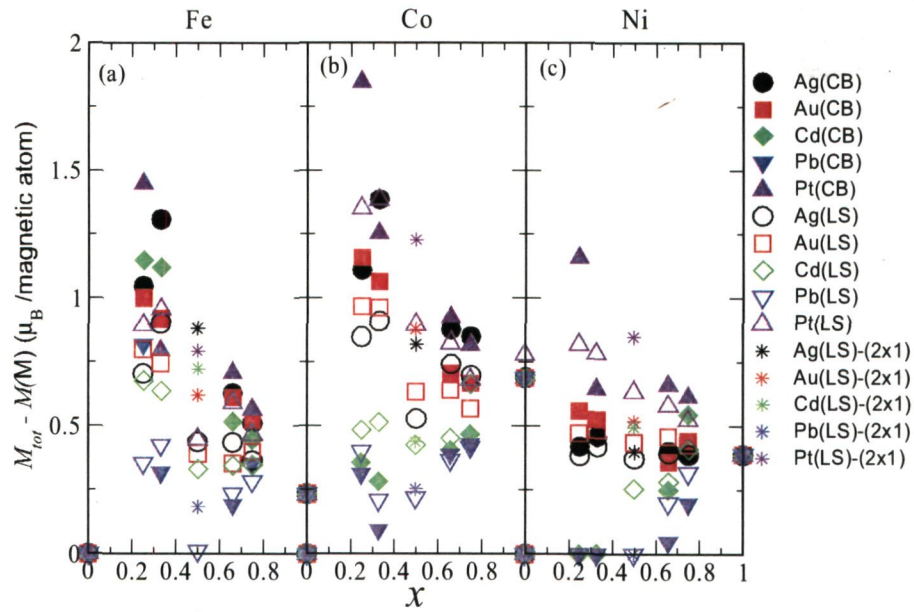 Fe Co Ni
2
1.5
1
0.5
0
(a) (b) (c)
M_tot - M(M) (μ_B /magnetic atom)
0 0.2 0.4 0.6 0.8 0 0.2 0.4 0.6 0.8 0 0.2 0.4 0.6 0.8 1
x
Ag(CB)
Au(CB)
Cd(CB)
Pb(CB)
Pt(CB)
Ag(LS)
Au(LS)
Cd(LS)
Pb(LS)
Pt(LS)
Ag(LS)-(2x1)
Au(LS)-(2x1)
Cd(LS)-(2x1)
Pb(LS)-(2x1)
Pt(LS)-(2x1)